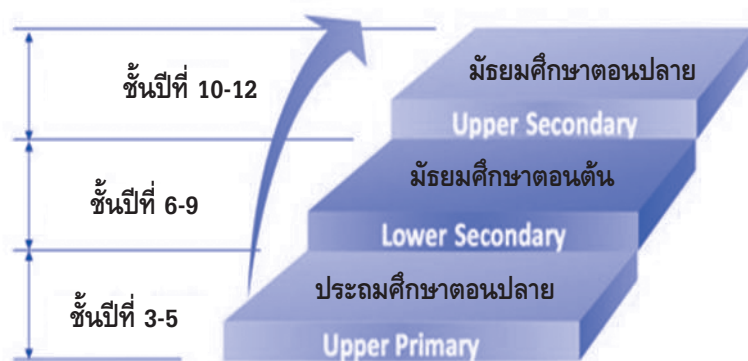 ชั้นปีที่ 10-12
มัธยมศึกษาตอนปลาย
Upper Secondary
ชั้นปีที่ 6-9
มัธยมศึกษาตอนต้น
Lower Secondary
ชั้นปีที่ 3-5
ประถมศึกษาตอนปลาย
Upper Primary